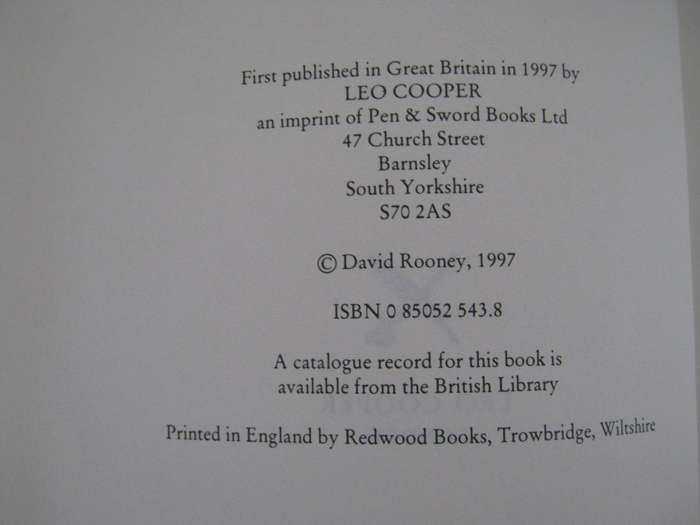 First published in Great Britain in 1997 by
LEO COOPER
an imprint of Pen & Sword Books Ltd
47 Church Street
Barnsley
South Yorkshire
S70 2AS
© David Rooney, 1997
ISBN 0 85052 543.8
A catalogue record for this book is
available from the British Library
Printed in England by Redwood Books, Trowbridge, Wiltshire